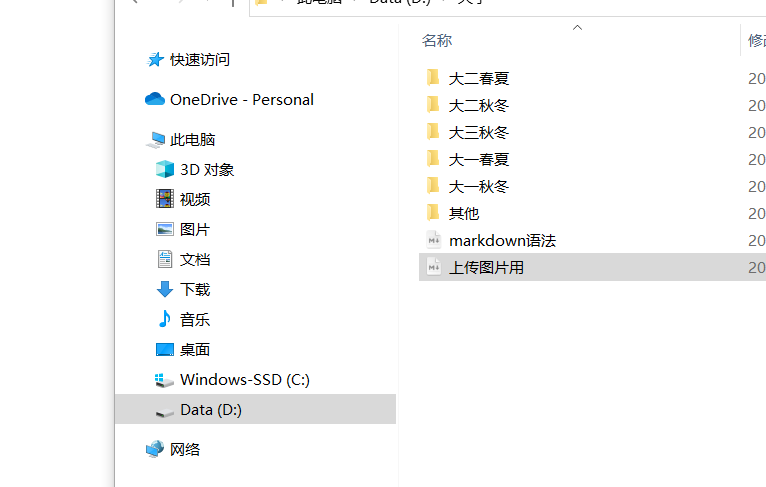 此电脑 Data (D:) 大学
名称 修改
快速访问
OneDrive - Personal
此电脑
3D 对象
视频
图片
文档
下载
音乐
桌面
Windows-SSD (C:)
Data (D:)
网络
大二春夏 20
大二秋冬 20
大三秋冬 20
大一春夏 20
大一秋冬 20
其他 20
markdown语法 20
上传图片用 20